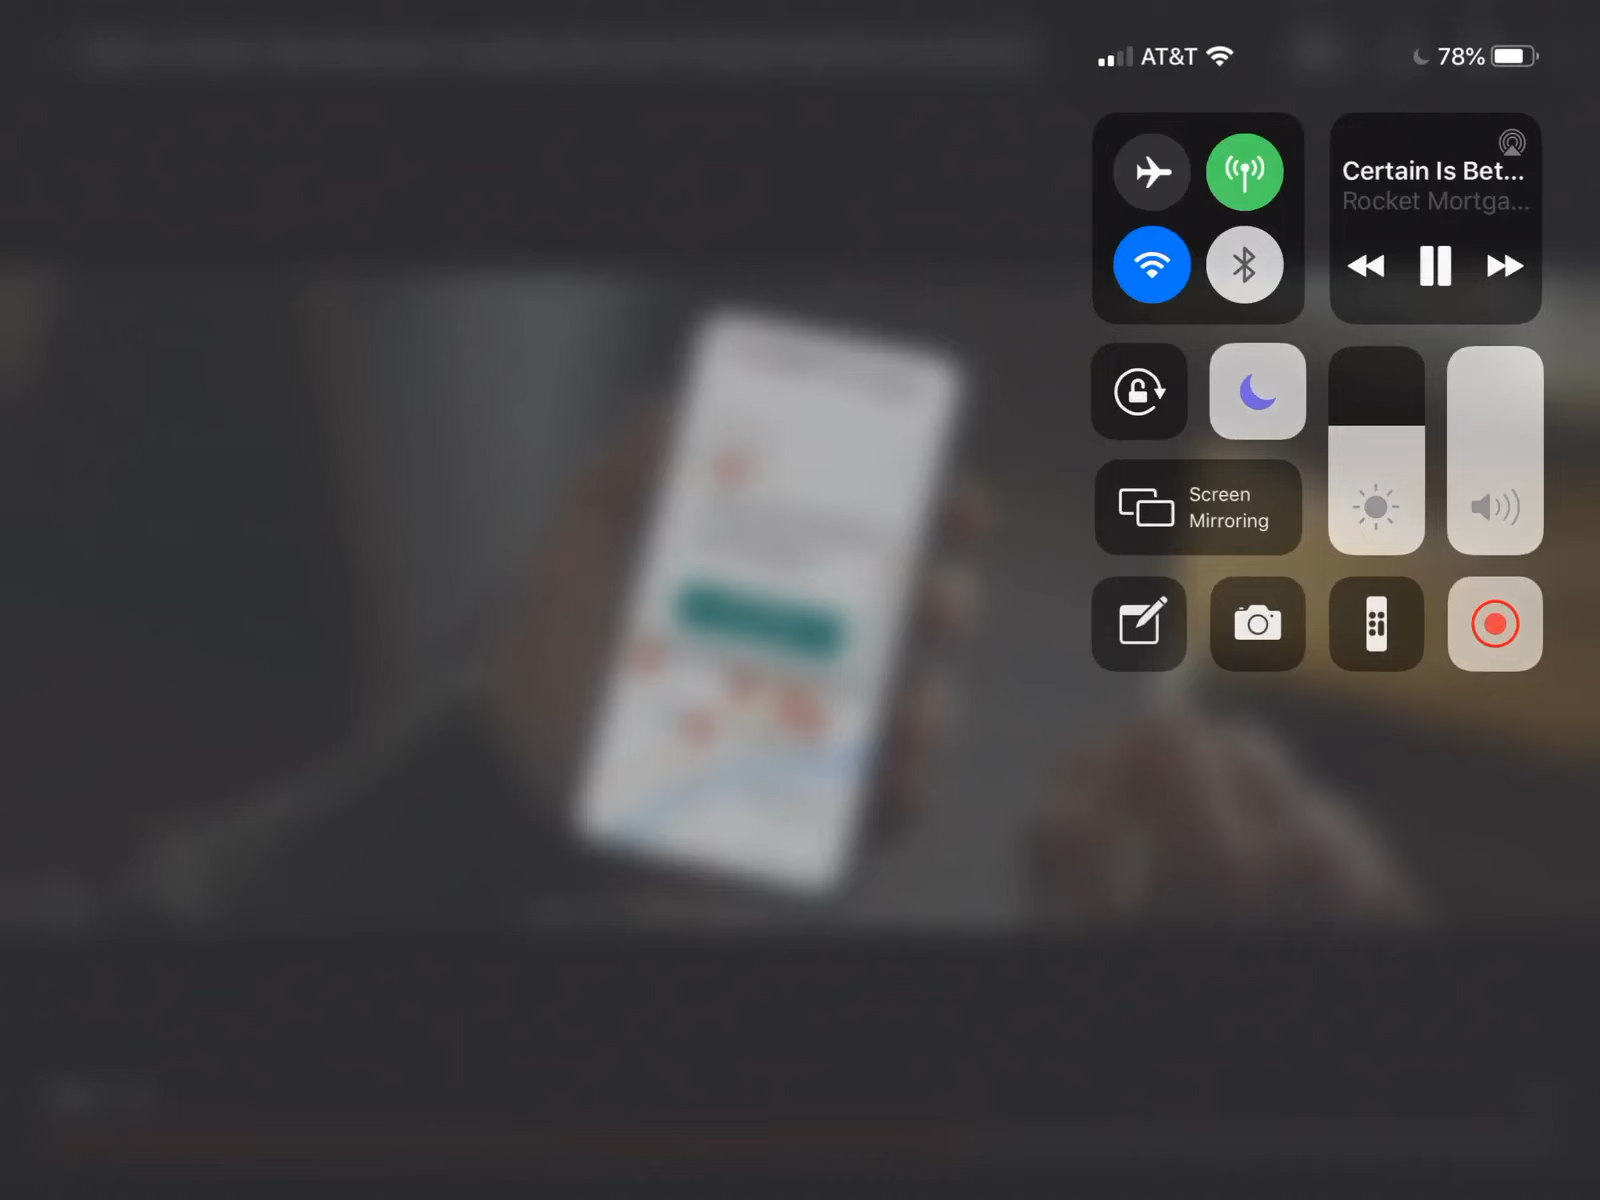 AT&T
78%
Certain Is Bet...
Rocket Mortga...
Screen
Mirroring